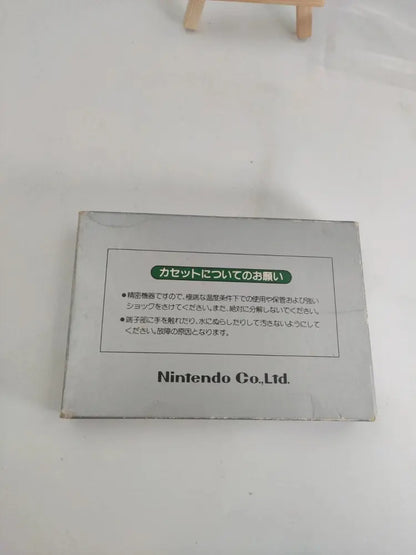 カセットについてのお願い
●精密機器ですので、極端な温度条件下での使用や保管および強い
ショックをさけてください。また、絶対に分解しないでください。
●端子部に手を触れたり、水にぬらしたりして汚さないようにして
ください。故障の原因となります。
Nintendo Co.,Ltd.